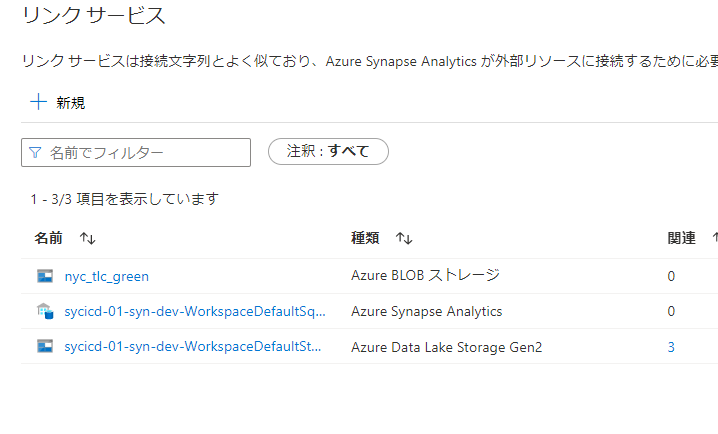 リンク サービス
リンク サービスは接続文字列とよく似ており、Azure Synapse Analytics が外部リソースに接続するために必要
新規
名前でフィルター
注釈 : すべて
1 - 3/3 項目を表示しています
名前 種類 関連
nyc_tlc_green Azure BLOB ストレージ 0
sycicd-01-syn-dev-WorkspaceDefaultSq... Azure Synapse Analytics 0
sycicd-01-syn-dev-WorkspaceDefaultSt... Azure Data Lake Storage Gen2 3